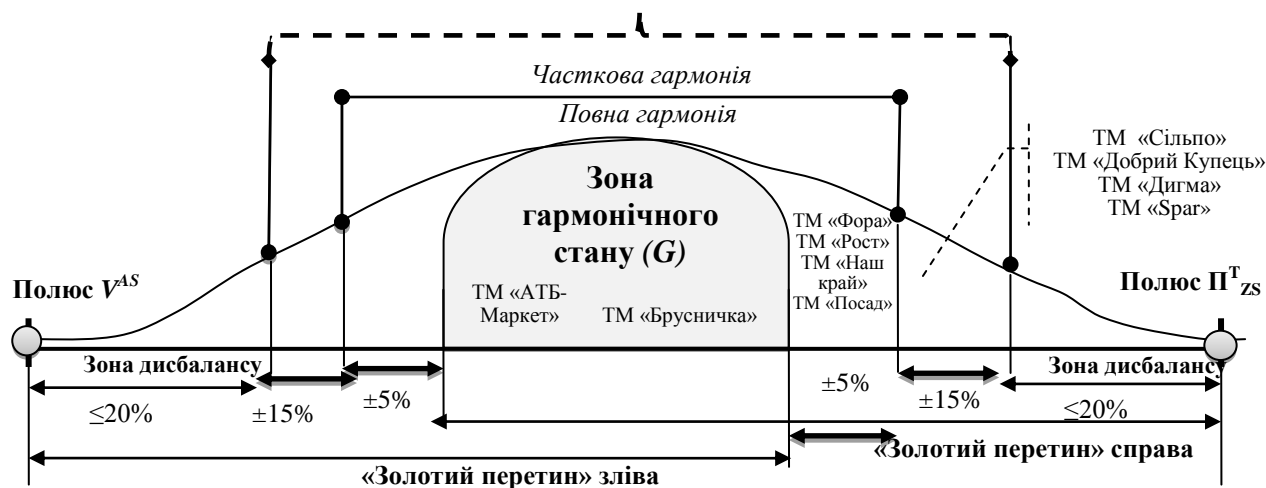 Часткова гармонія
Повна гармонія
ТМ «Сільпо»
ТМ «Добрий Купець»
ТМ «Дигма»
ТМ «Spar»
Зона
гармонічного
стану (G)
ТМ «Фора»
ТМ «Рост»
ТМ «Наш
край»
ТМ «Посад»
Полюс V^AS
ТМ «АТБ-
Маркет»
ТМ «Брусничка»
Полюс П^T_ZS
Зона дисбалансу
Зона дисбалансу
≤20%
±15%
±5%
±5%
±15%
≤20%
«Золотий перетин» справа
«Золотий перетин» зліва